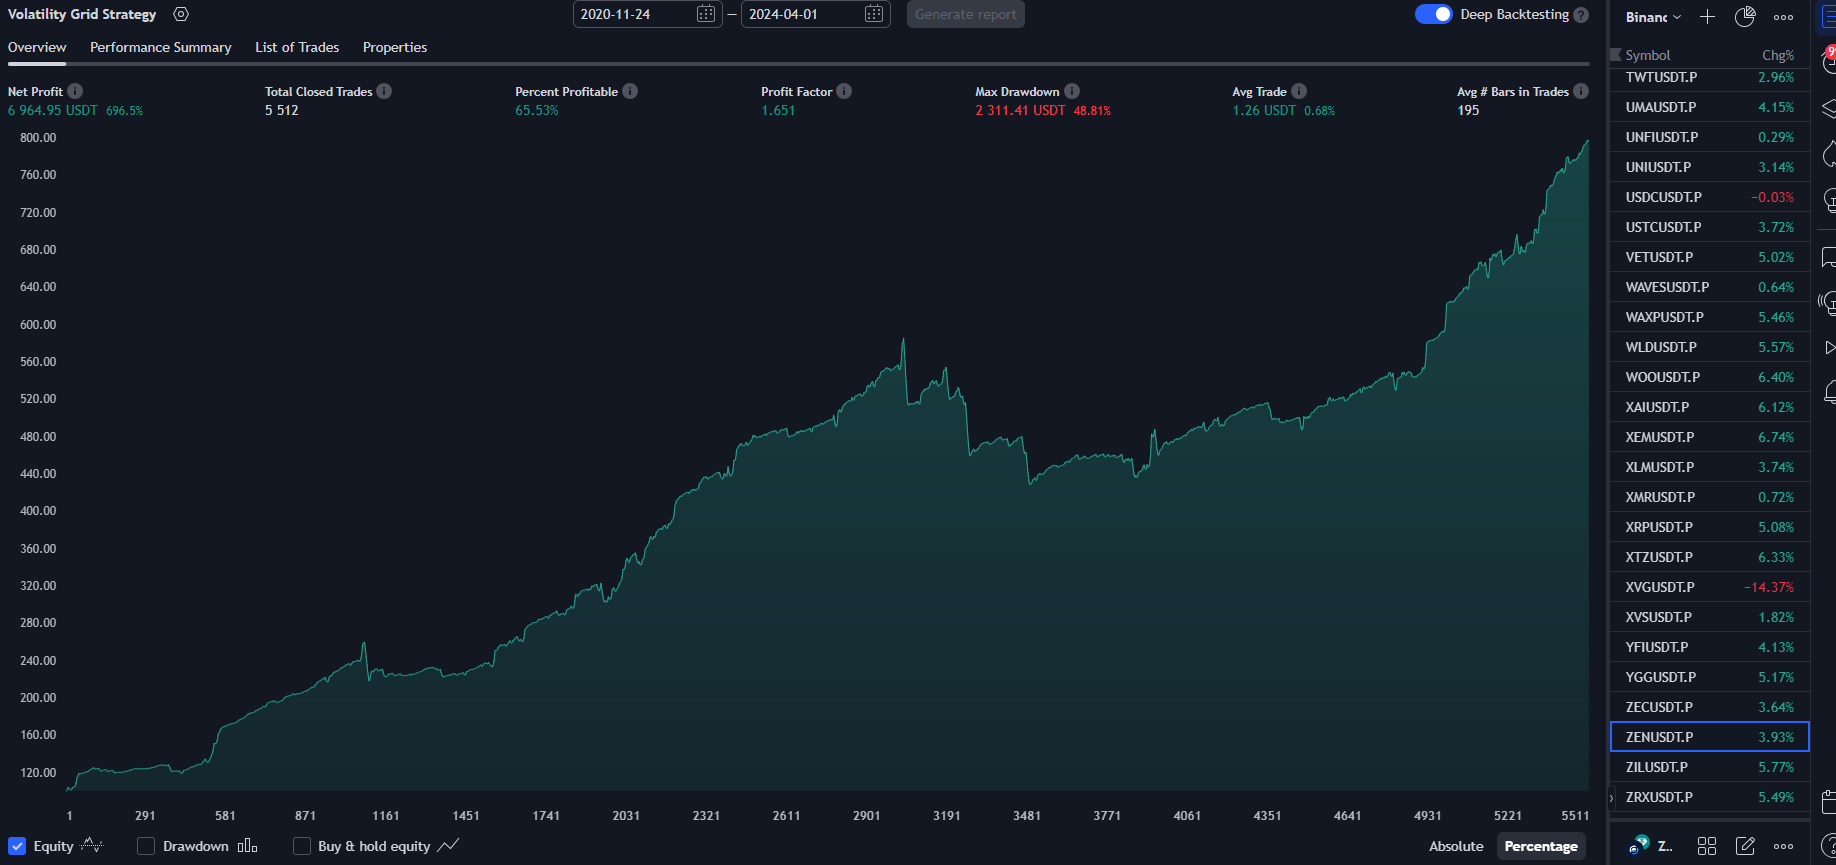 Volatility Grid Strategy
2020-11-24 — 2024-04-01 Generate report
Deep Backtesting
Overview Performance Summary List of Trades Properties
Net Profit Total Closed Trades Percent Profitable Profit Factor Max Drawdown Avg Trade Avg # Bars in Trades
6 964.95 USDT 696.5% 5 512 65.53% 1.651 2 311.41 USDT 48.81% 1.26 USDT 0.68% 195
800.00
760.00
720.00
680.00
640.00
600.00
560.00
520.00
480.00
440.00
400.00
360.00
320.00
280.00
240.00
200.00
160.00
120.00
1 291 581 871 1161 1451 1741 2031 2321 2611 2901 3191 3481 3771 4061 4351 4641 4931 5221 5511
Equity Drawdown Buy & hold equity Absolute Percentage
Binanc
Symbol Chg%
TWTUSDT.P 2.96%
UMAUSDT.P 4.15%
UNFIUSDT.P 0.29%
UNIUSDT.P 3.14%
USDCUSDT.P −0.03%
USTCUSDT.P 3.72%
VETUSDT.P 5.02%
WAVESUSDT.P 0.64%
WAXPUSDT.P 5.46%
WLDUSDT.P 5.57%
WOOUSDT.P 6.40%
XAIUSDT.P 6.12%
XEMUSDT.P 6.74%
XLMUSDT.P 3.74%
XMRUSDT.P 0.72%
XRPUSDT.P 5.08%
XTZUSDT.P 6.33%
XVGUSDT.P −14.37%
XVSUSDT.P 1.82%
YFIUSDT.P 4.13%
YGGUSDT.P 5.17%
ZECUSDT.P 3.64%
ZENUSDT.P 3.93%
ZILUSDT.P 5.77%
ZRXUSDT.P 5.49%
Z...